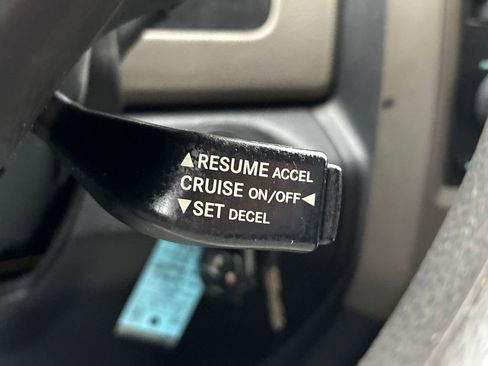 ▲RESUME ACCEL
CRUISE ON/OFF◄
▼SET DECEL